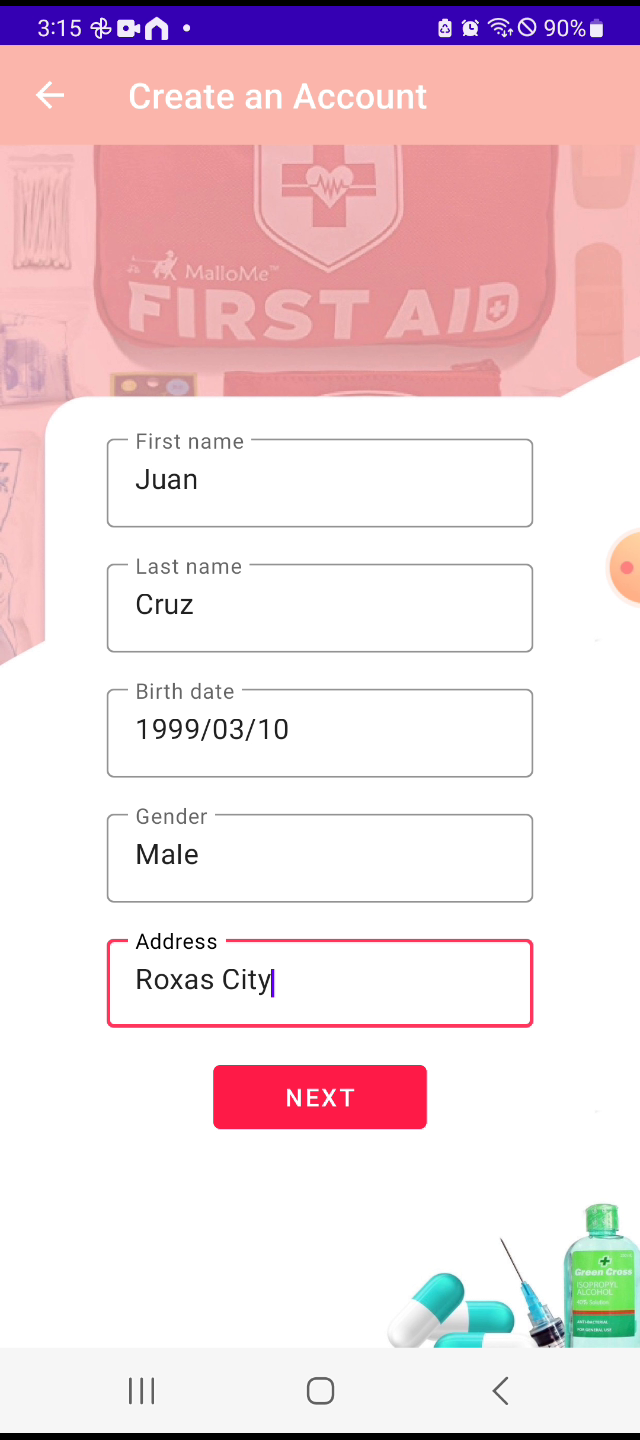 3:15
90%
Create an Account
MalloMe™
FIRST AID
First name
Juan
Last name
Cruz
Birth date
1999/03/10
Gender
Male
Address
Roxas City
NEXT
Green Cross
ISOPROPYL
ALCOHOL
ANTIBACTERIAL